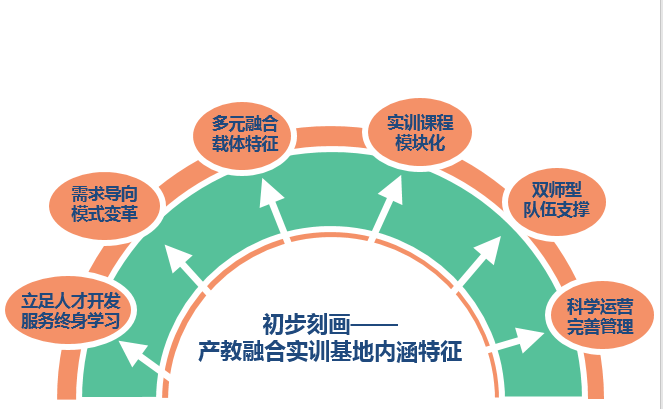 多元融合
载体特征
实训课程
模块化
需求导向
模式变革
双师型
队伍支撑
立足人才开发
服务终身学习
科学运营
完善管理
初步刻画——
产教融合实训基地内涵特征